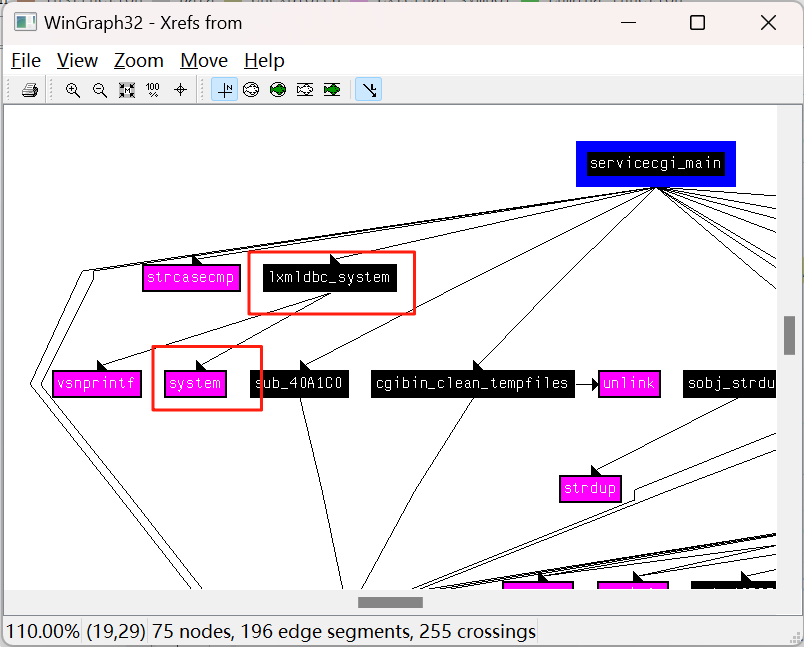 WinGraph32 - Xrefs from
File View Zoom Move Help
100
%
N
servicecgi_main
strcasecmp
lxmldbc_system
vsnprintf
system
sub_40A1C0
cgibin_clean_tempfiles
unlink
sobj_strdu
strdup
110.00% (19,29) 75 nodes, 196 edge segments, 255 crossings